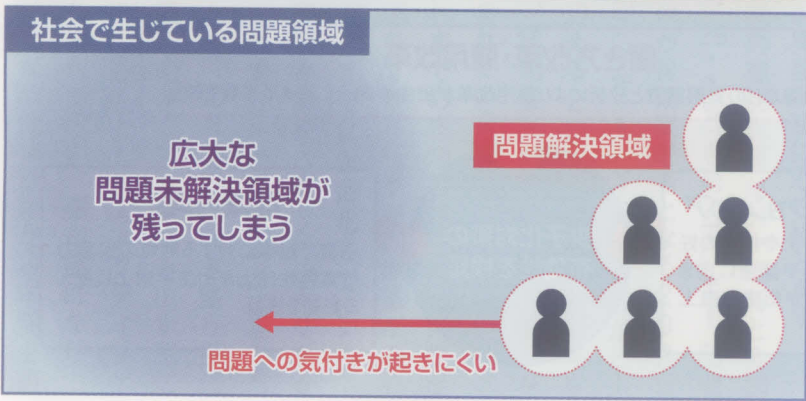 社会で生じている問題領域
広大な
問題未解決領域が
残ってしまう
問題解決領域
問題への気付きが起きにくい